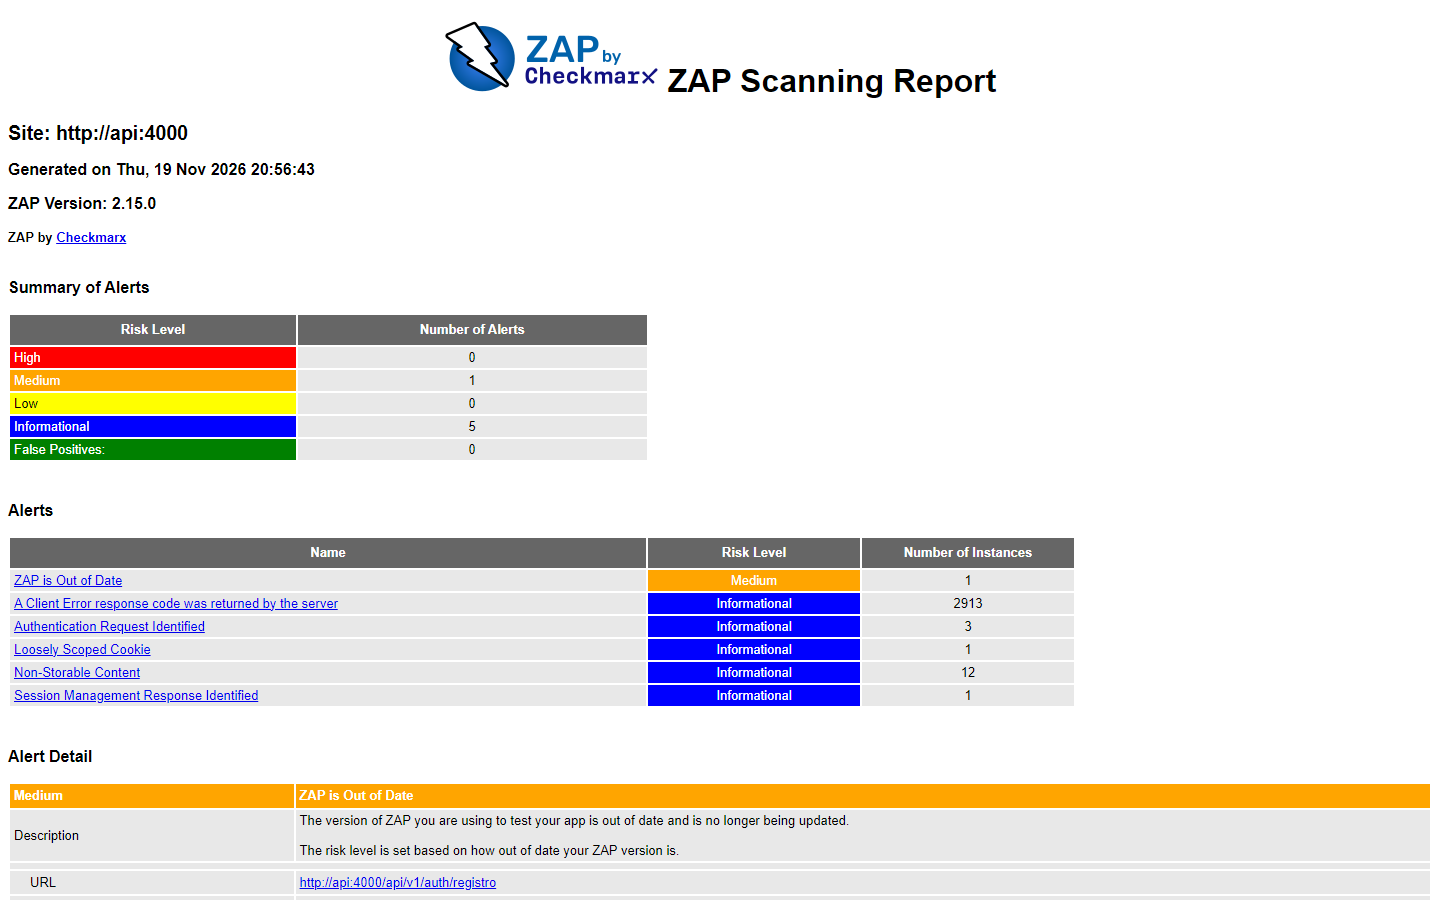 ZAP by
Checkmarx ZAP Scanning Report
Site: http://api:4000
Generated on Thu, 19 Nov 2026 20:56:43
ZAP Version: 2.15.0
ZAP by Checkmarx
Summary of Alerts
Risk Level Number of Alerts
High 0
Medium 1
Low 0
Informational 5
False Positives: 0
Alerts
Name Risk Level Number of Instances
ZAP is Out of Date Medium 1
A Client Error response code was returned by the server Informational 2913
Authentication Request Identified Informational 3
Loosely Scoped Cookie Informational 1
Non-Storable Content Informational 12
Session Management Response Identified Informational 1
Alert Detail
Medium ZAP is Out of Date
Description The version of ZAP you are using to test your app is out of date and is no longer being updated.
The risk level is set based on how out of date your ZAP version is.
URL http://api:4000/api/v1/auth/registro